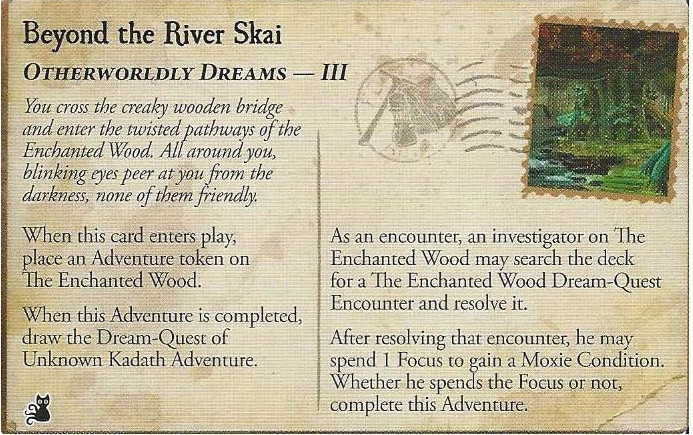 Beyond the River Skai
OTHERWORLDLY DREAMS — III
You cross the creaky wooden bridge
and enter the twisted pathways of the
Enchanted Wood. All around you,
blinking eyes peer at you from the
darkness, none of them friendly.
When this card enters play,
place an Adventure token on
The Enchanted Wood.
When this Adventure is completed,
draw the Dream-Quest of
Unknown Kadath Adventure.
As an encounter, an investigator on The
Enchanted Wood may search the deck
for a The Enchanted Wood Dream-Quest
Encounter and resolve it.
After resolving that encounter, he may
spend 1 Focus to gain a Moxie Condition.
Whether he spends the Focus or not,
complete this Adventure.